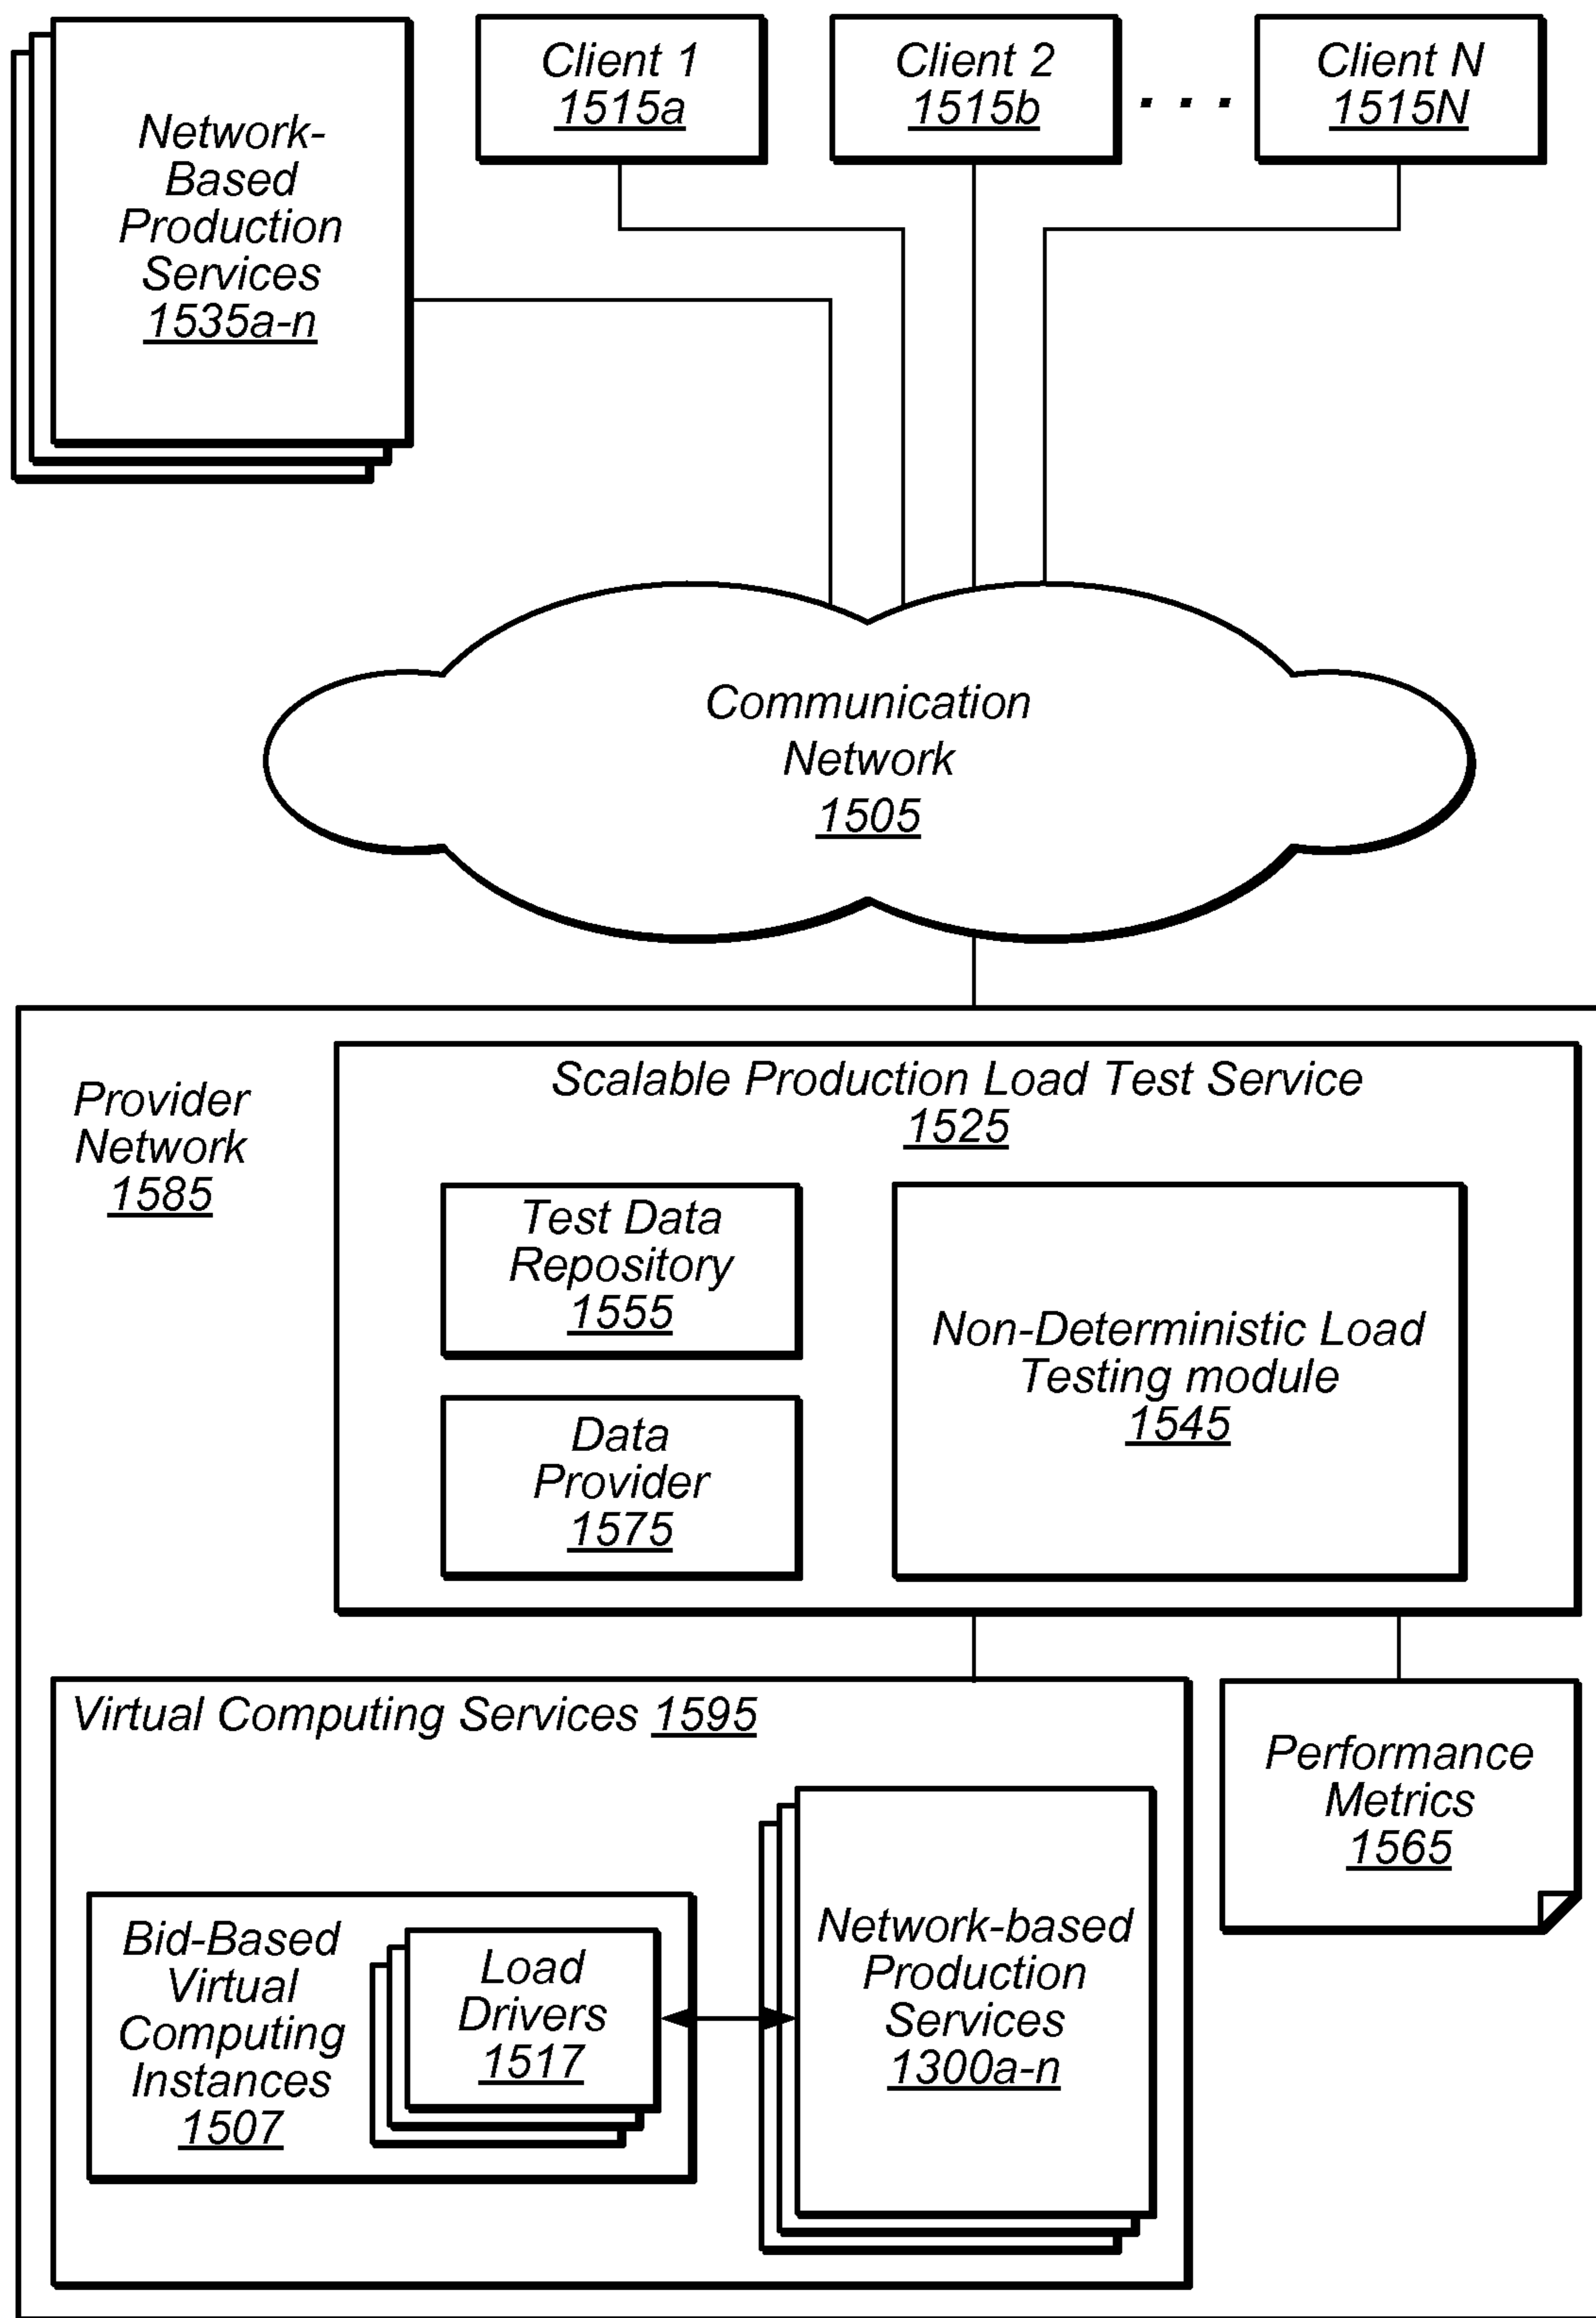 Network-
Based
Production
Services
1535a-n
Client 1
1515a
Client 2
1515b
. . .
Client N
1515N
Communication
Network
1505
Provider
Network
1585
Scalable Production Load Test Service
1525
Test Data
Repository
1555
Data
Provider
1575
Non-Deterministic Load
Testing module
1545
Virtual Computing Services 1595
Bid-Based
Virtual
Computing
Instances
1507
Load
Drivers
1517
Network-based
Production
Services
1300a-n
Performance
Metrics
1565